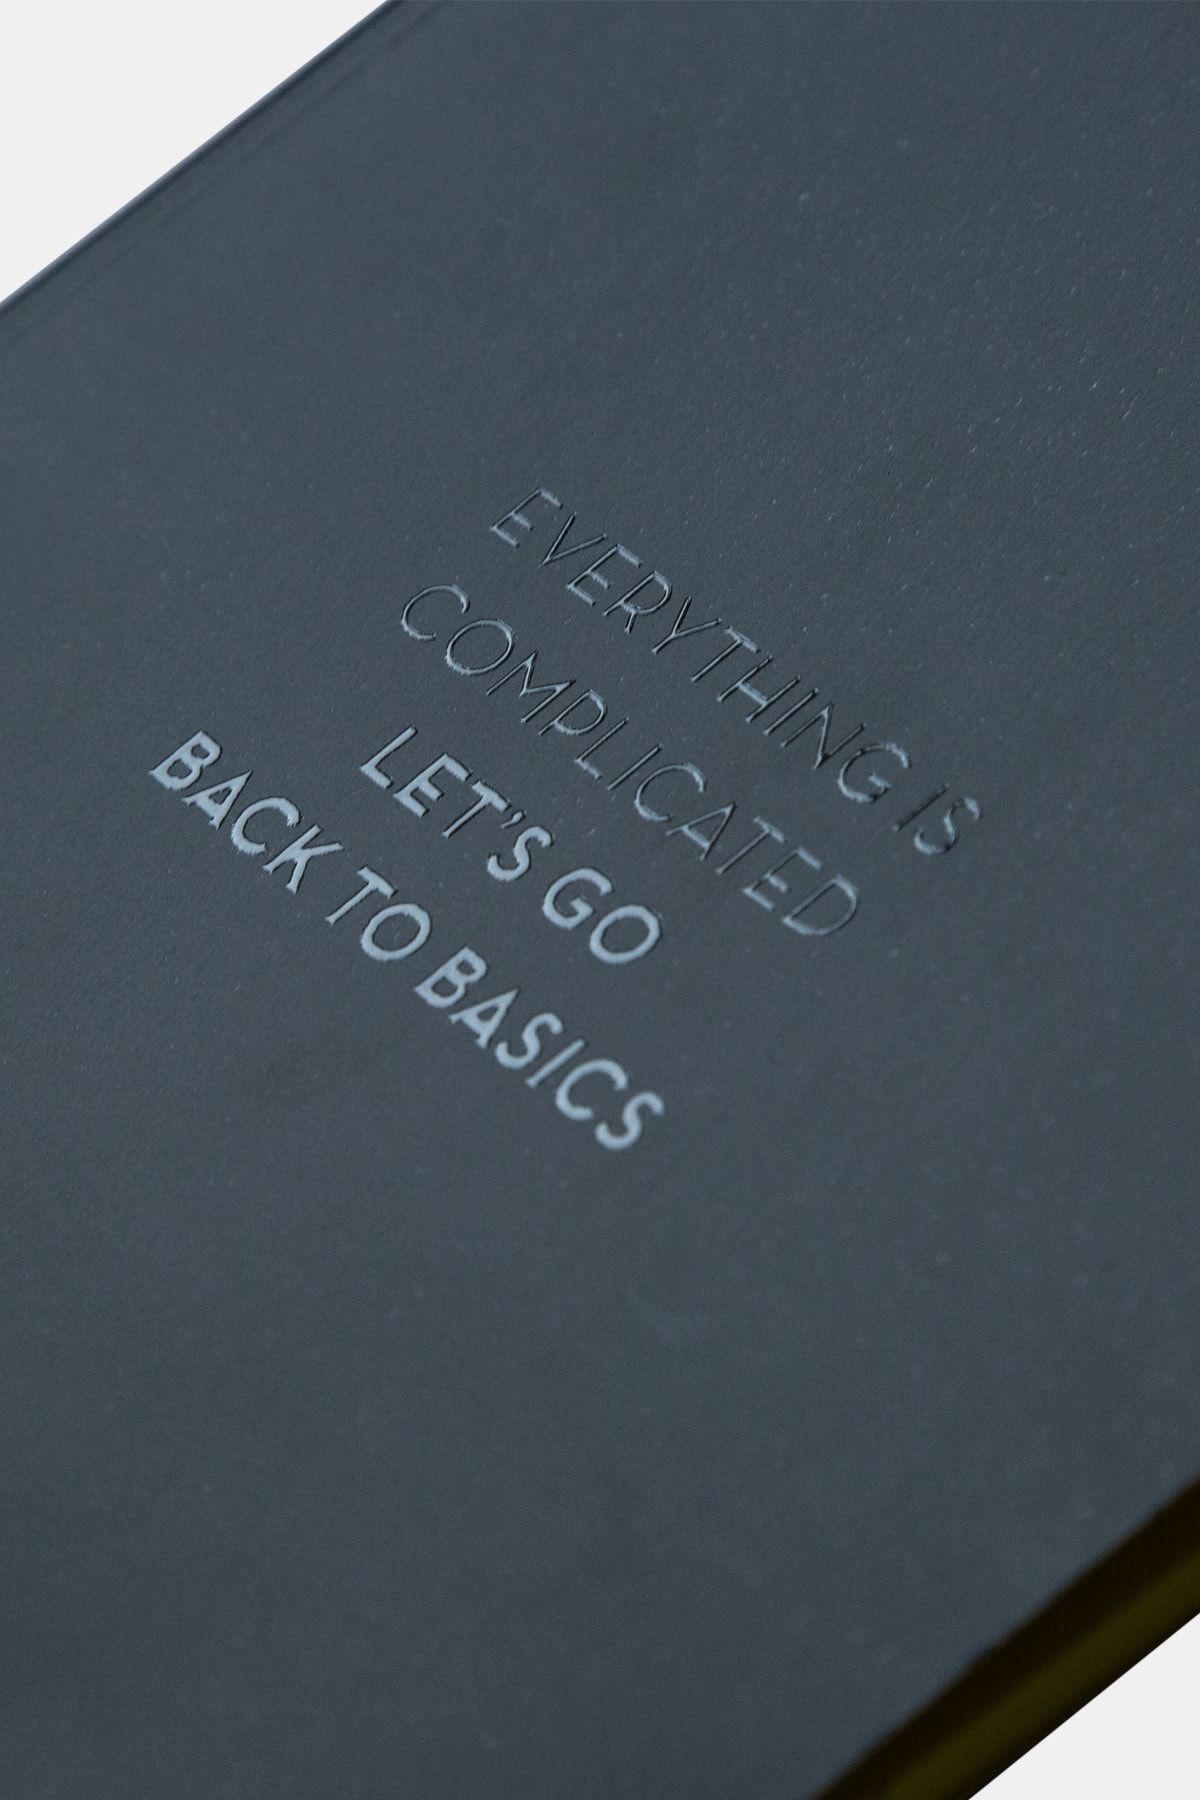 EVERYTHING IS
COMPLICATED
LET'S GO
BACK TO BASICS